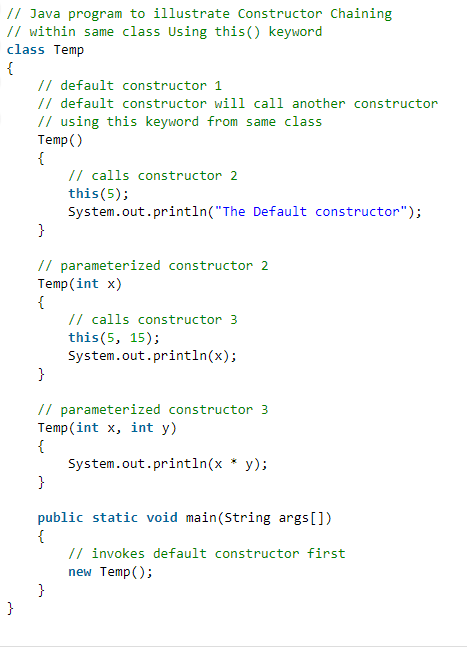 // Java program to illustrate Constructor Chaining
// within same class Using this() keyword
class Temp
{
    // default constructor 1
    // default constructor will call another constructor
    // using this keyword from same class
    Temp()
    {
        // calls constructor 2
        this(5);
        System.out.println("The Default constructor");
    }

    // parameterized constructor 2
    Temp(int x)
    {
        // calls constructor 3
        this(5, 15);
        System.out.println(x);
    }

    // parameterized constructor 3
    Temp(int x, int y)
    {
        System.out.println(x * y);
    }

    public static void main(String args[])
    {
        // invokes default constructor first
        new Temp();
    }
}